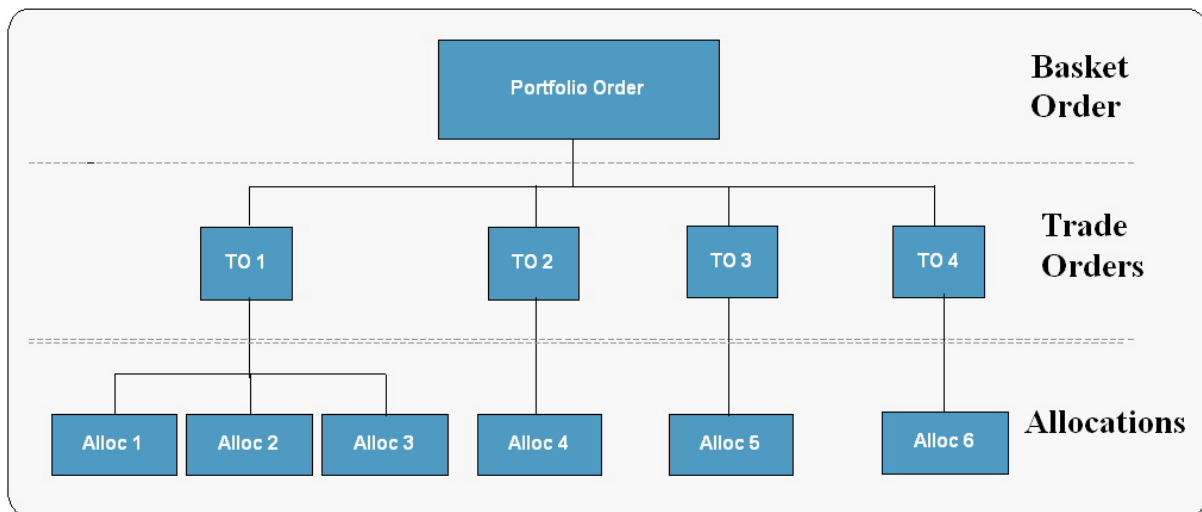 Portfolio Order
Basket
Order
TO 1
TO 2
TO 3
TO 4
Trade
Orders
Alloc 1
Alloc 2
Alloc 3
Alloc 4
Alloc 5
Alloc 6
Allocations